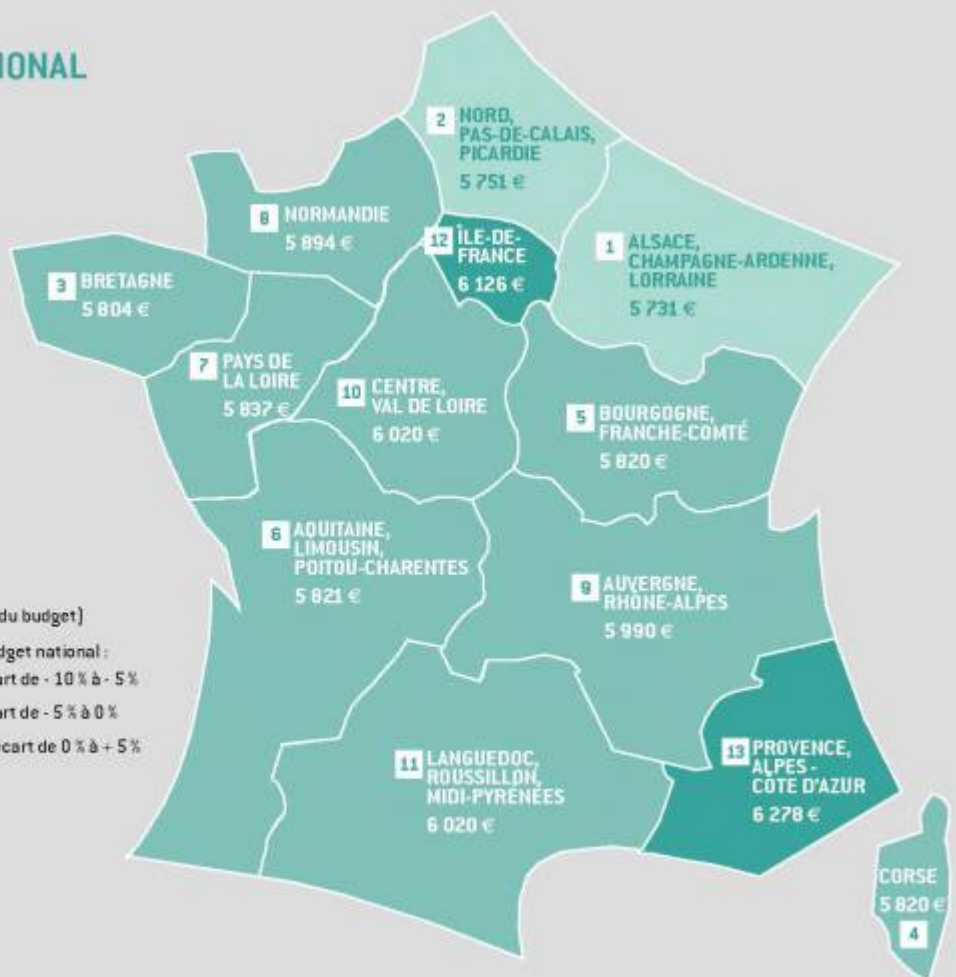 IONAL
2 NORD,
PAS-DE-CALAIS,
PICARDIE
5 751 €
8 NORMANDIE
5 894 €
12 ÎLE-DE-
FRANCE
6 126 €
1 ALSACE,
CHAMPAGNE-ARDENNE,
LORRAINE
5 731 €
3 BRETAGNE
5 804 €
7 PAYS DE
LA LOIRE
5 837 €
10 CENTRE,
VAL DE LOIRE
6 020 €
5 BOURGOGNE,
FRANCHE-COMTÉ
5 820 €
6 AQUITAINE,
LIMOUSIN,
POITOU-CHARENTES
5 821 €
9 AUVERGNE,
RHÔNE-ALPES
5 990 €
du budget)
dget national :
art de - 10 % à - 5 %
art de - 5 % à 0 %
cart de 0 % à + 5 %
11 LANGUEDOC,
ROUSSILLON,
MIDI-PYRÉNÉES
6 020 €
13 PROVENCE,
ALPES -
CÔTE D'AZUR
6 278 €
CORSE
5 820 €
4